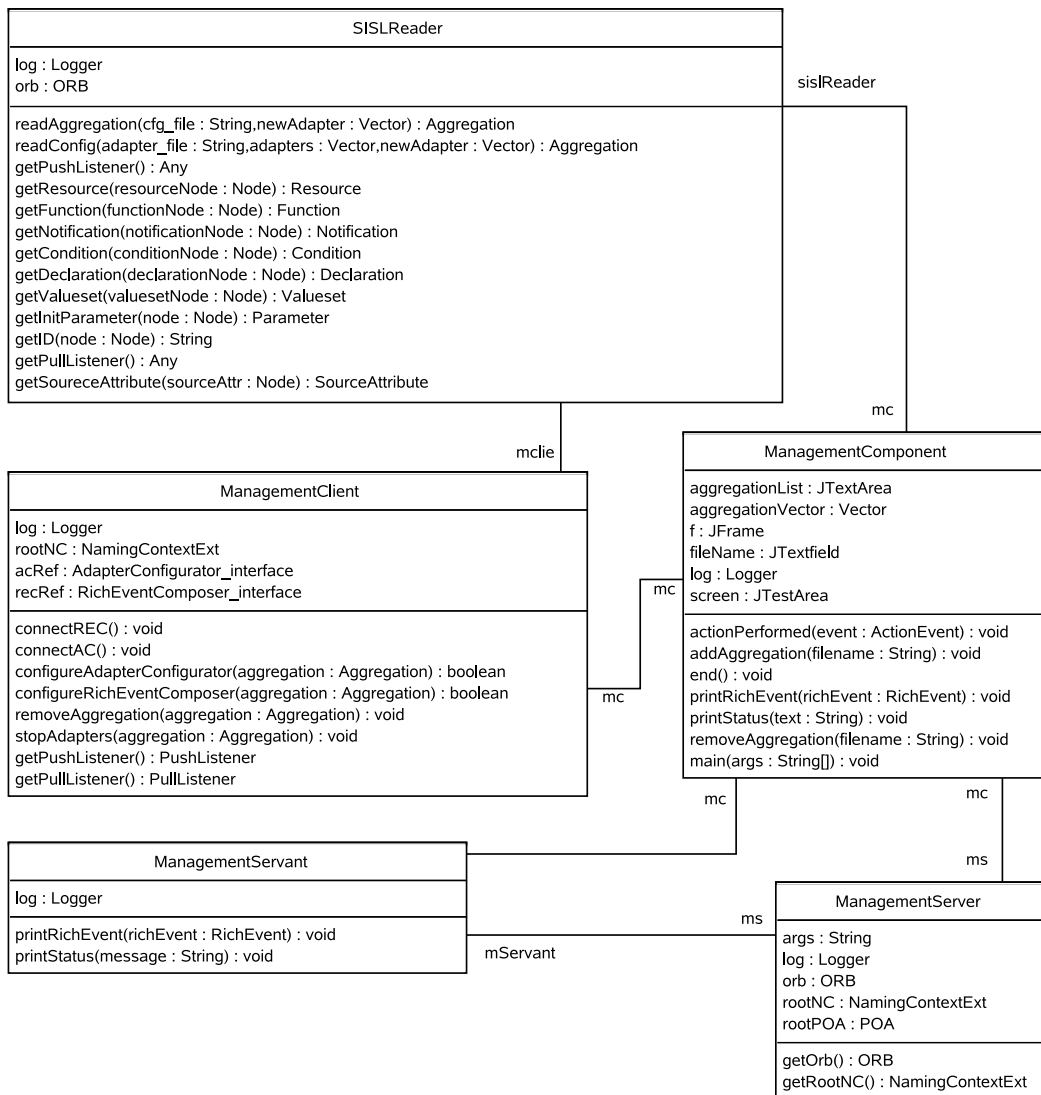 SISLReader
log : Logger
orb : ORB
sislReader
readAggregation(cfg_file : String,newAdapter : Vector) : Aggregation
readConfig(adapter_file : String,adapters : Vector,newAdapter : Vector) : Aggregation
getPushListener() : Any
getResource(resourceNode : Node) : Resource
getFunction(functionNode : Node) : Function
getNotification(notificationNode : Node) : Notification
getCondition(conditionNode : Node) : Condition
getDeclaration(declarationNode : Node) : Declaration
getValueset(valuesetNode : Node) : Valueset
getInitParameter(node : Node) : Parameter
getID(node : Node) : String
getPullListener() : Any
getSoureceAttribute(sourceAttr : Node) : SourceAttribute
mc
mclie
ManagementClient
log : Logger
rootNC : NamingContextExt
acRef : AdapterConfigurator_interface
recRef : RichEventComposer_interface
connectREC() : void
connectAC() : void
configureAdapterConfigurator(aggregation : Aggregation) : boolean
configureRichEventComposer(aggregation : Aggregation) : boolean
removeAggregation(aggregation : Aggregation) : void
stopAdapters(aggregation : Aggregation) : void
getPushListener() : PushListener
getPullListener() : PullListener
mc
mc
ManagementComponent
aggregationList : JTextArea
aggregationVector : Vector
f : JFrame
fileName : JTextfield
log : Logger
screen : JTestArea
actionPerformed(event : ActionEvent) : void
addAggregation(filename : String) : void
end() : void
printRichEvent(richEvent : RichEvent) : void
printStatus(text : String) : void
removeAggregation(filename : String) : void
main(args : String[]) : void
mc
mc
ManagementServant
log : Logger
printRichEvent(richEvent : RichEvent) : void
printStatus(message : String) : void
mServant
ms
ms
ManagementServer
args : String
log : Logger
orb : ORB
rootNC : NamingContextExt
rootPOA : POA
getOrb() : ORB
getRootNC() : NamingContextExt